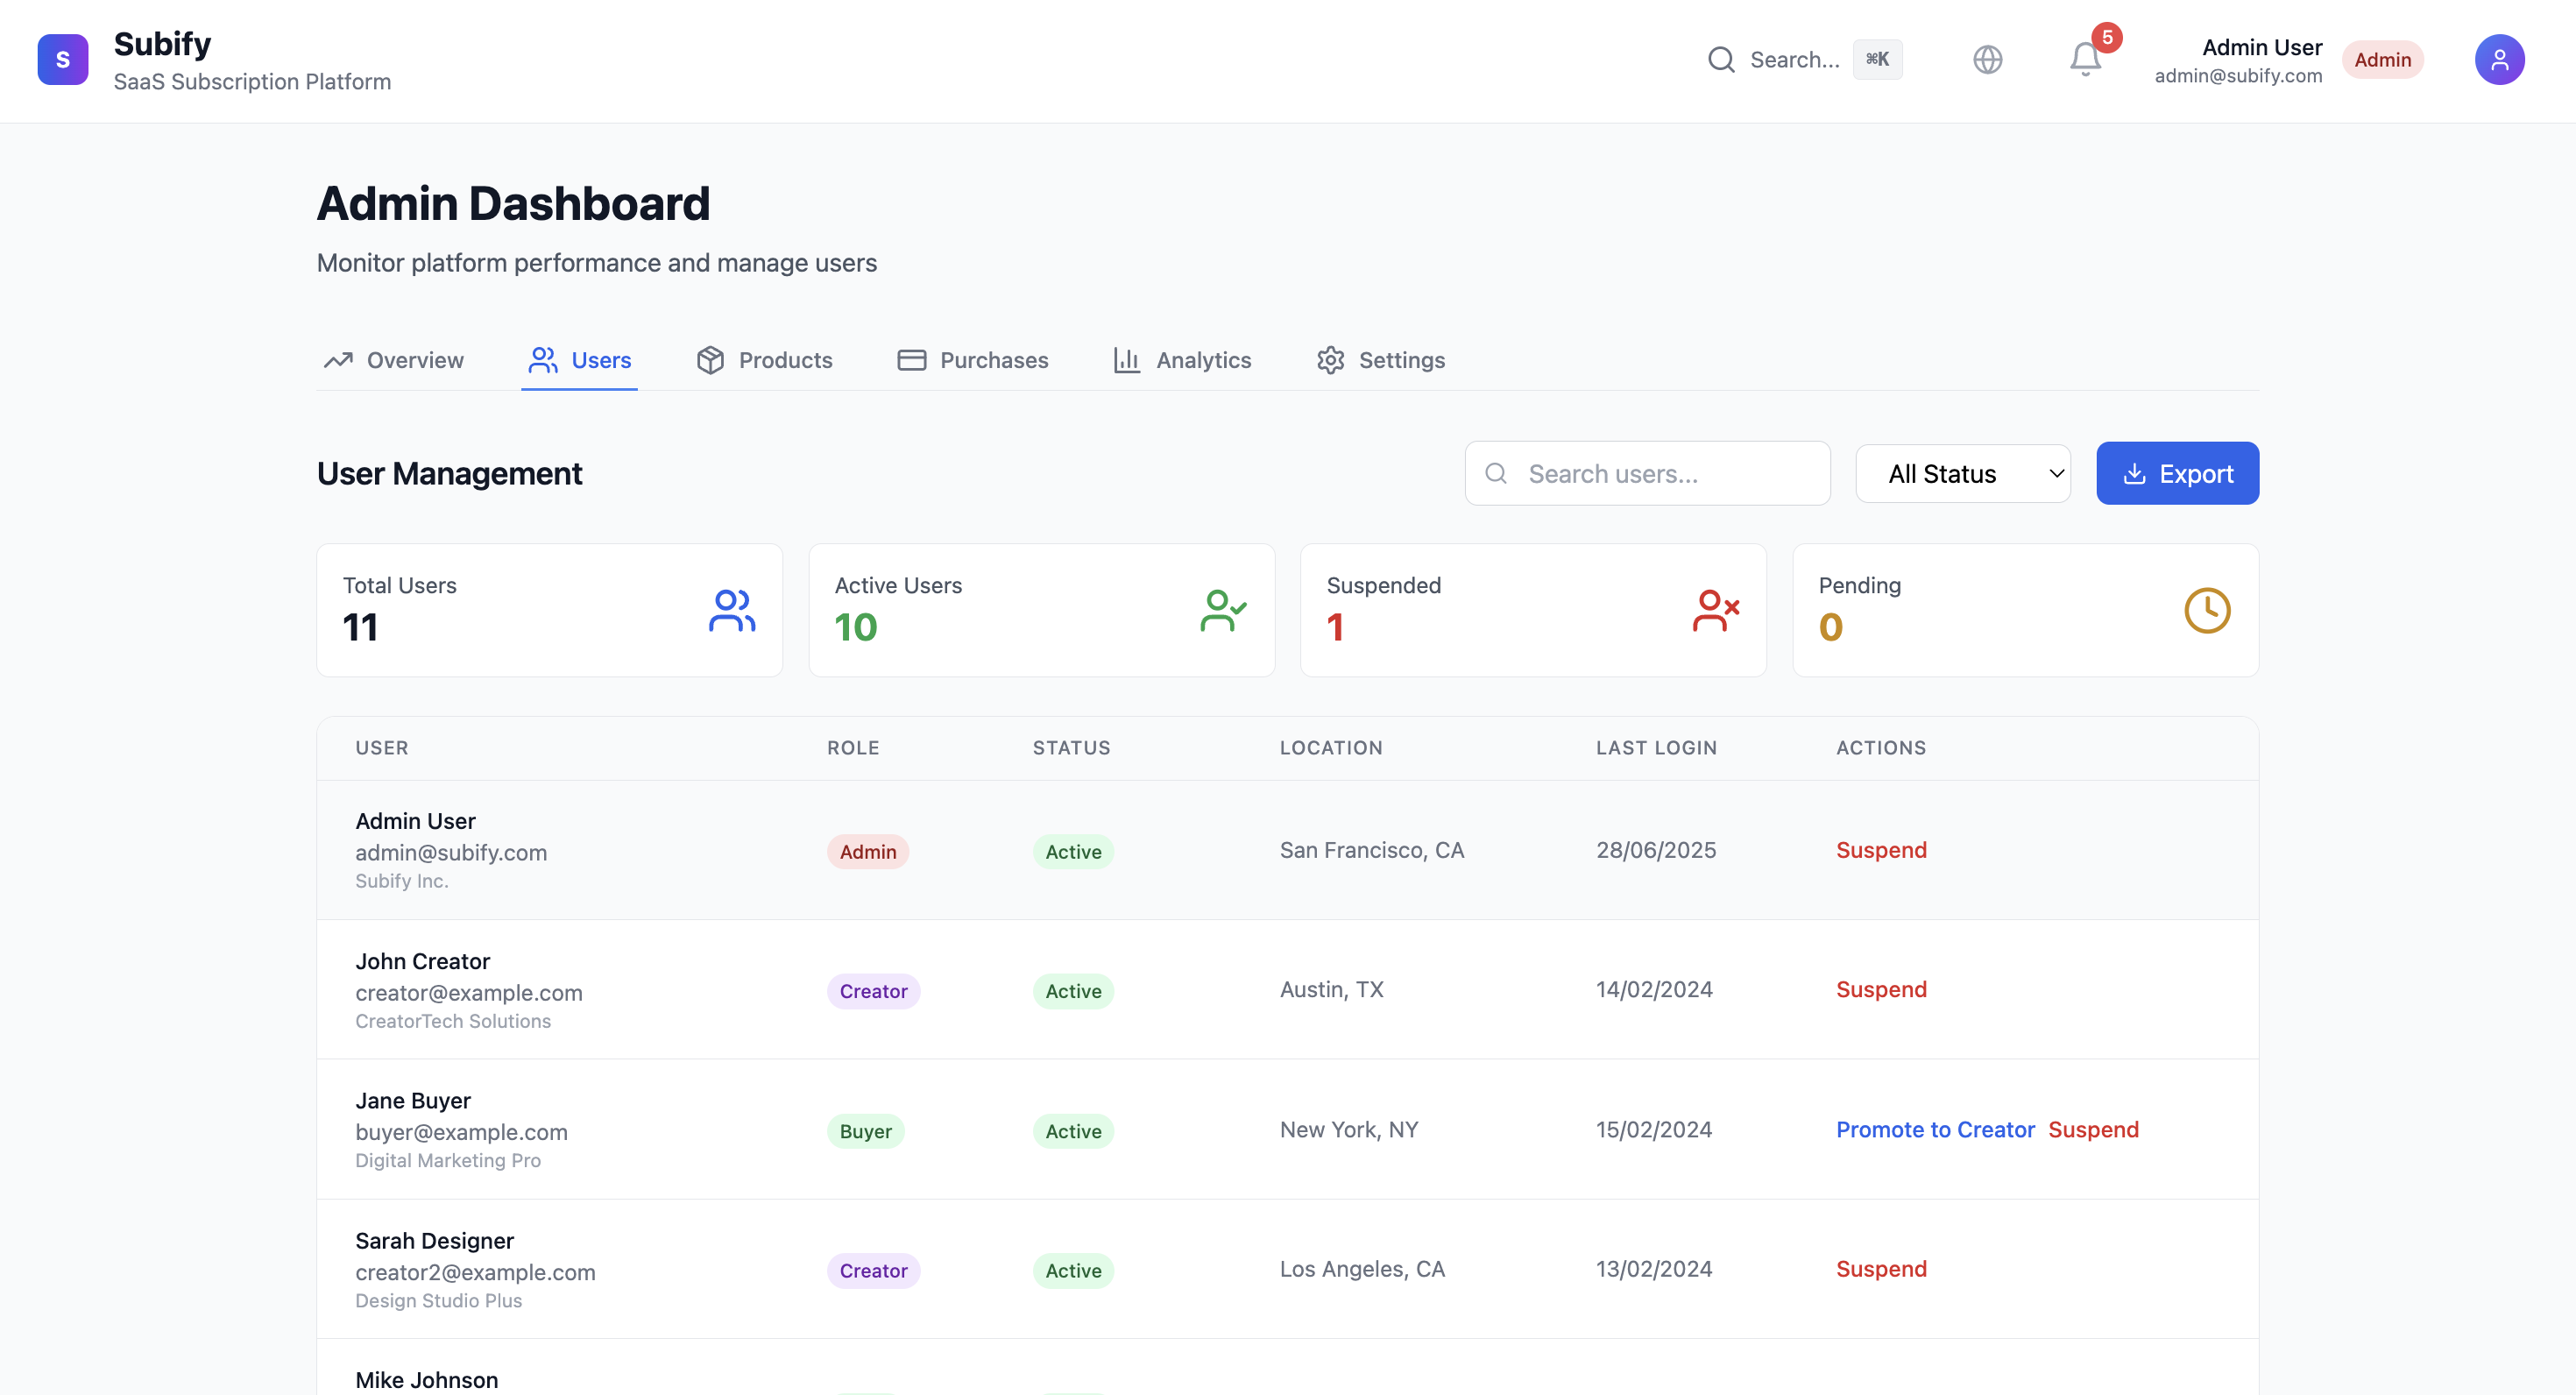 S
Subify
SaaS Subscription Platform
Search... ⌘K
5
Admin User
admin@subify.com
Admin
Admin Dashboard
Monitor platform performance and manage users
Overview Users Products Purchases Analytics Settings
User Management
Search users...
All Status
Export
Total Users
11
Active Users
10
Suspended
1
Pending
0
USER ROLE STATUS LOCATION LAST LOGIN ACTIONS
Admin User
admin@subify.com
Subify Inc.
Admin Active San Francisco, CA 28/06/2025 Suspend
John Creator
creator@example.com
CreatorTech Solutions
Creator Active Austin, TX 14/02/2024 Suspend
Jane Buyer
buyer@example.com
Digital Marketing Pro
Buyer Active New York, NY 15/02/2024 Promote to Creator Suspend
Sarah Designer
creator2@example.com
Design Studio Plus
Creator Active Los Angeles, CA 13/02/2024 Suspend
Mike Johnson